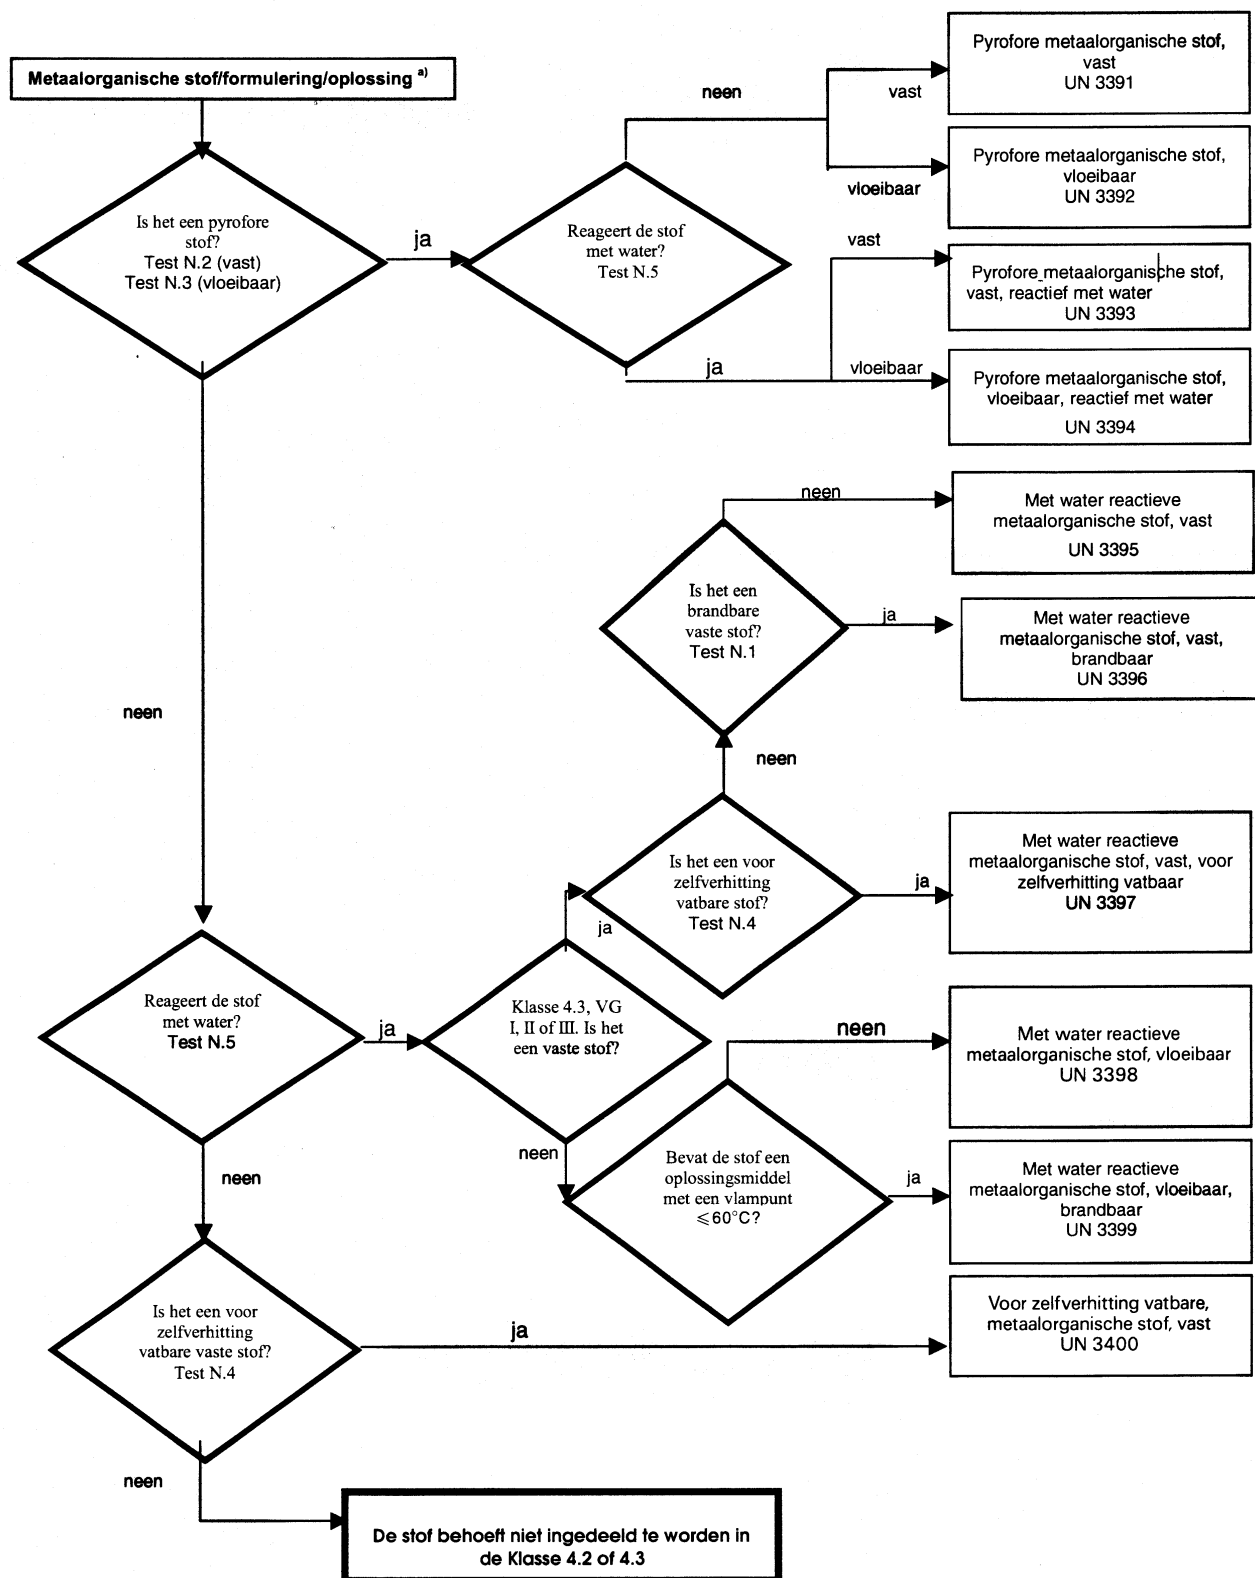 Metaalorganische stof/formulering/oplossing a)
Is het een pyrofore
stof?
Test N.2 (vast)
Test N.3 (vloeibaar)
ja
Reageert de stof
met water?
Test N.5
neen
vast
Pyrofore metaalorganische stof,
vast
UN 3391
vloeibaar
Pyrofore metaalorganische stof,
vloeibaar
UN 3392
vast
Pyrofore metaalorganische stof,
vast, reactief met water
UN 3393
ja
vloeibaar
Pyrofore metaalorganische stof,
vloeibaar, reactief met water
UN 3394
neen
Met water reactieve
metaalorganische stof, vast
UN 3395
Is het een
brandbare
vaste stof?
Test N.1
ja
Met water reactieve
metaalorganische stof, vast,
brandbaar
UN 3396
neen
neen
Is het een voor
zelfverhitting
vatbare stof?
Test N.4
ja
Met water reactieve
metaalorganische stof, vast, voor
zelfverhitting vatbaar
UN 3397
ja
Reageert de stof
met water?
Test N.5
ja
Klasse 4.3, VG
I, II of III. Is het
een vaste stof?
neen
Met water reactieve
metaalorganische stof, vloeibaar
UN 3398
neen
neen
Bevat de stof een
oplossingsmiddel
met een vlampunt
≤60°C?
ja
Met water reactieve
metaalorganische stof, vloeibaar,
brandbaar
UN 3399
Is het een voor
zelfverhitting
vatbare vaste stof?
Test N.4
ja
Voor zelfverhitting vatbare,
metaalorganische stof, vast
UN 3400
neen
De stof behoeft niet ingedeeld te worden in
de Klasse 4.2 of 4.3